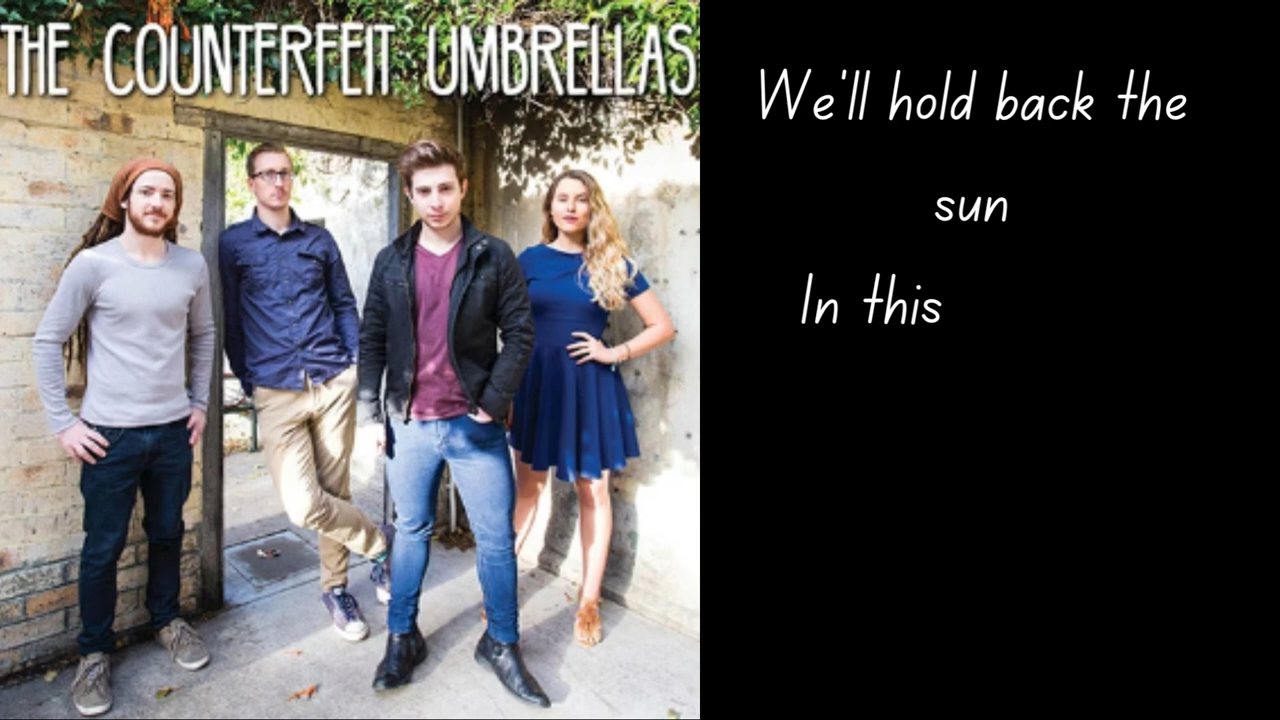 THE COUNTERFEIT UMBRELLAS
We'll hold back the
sun
In this